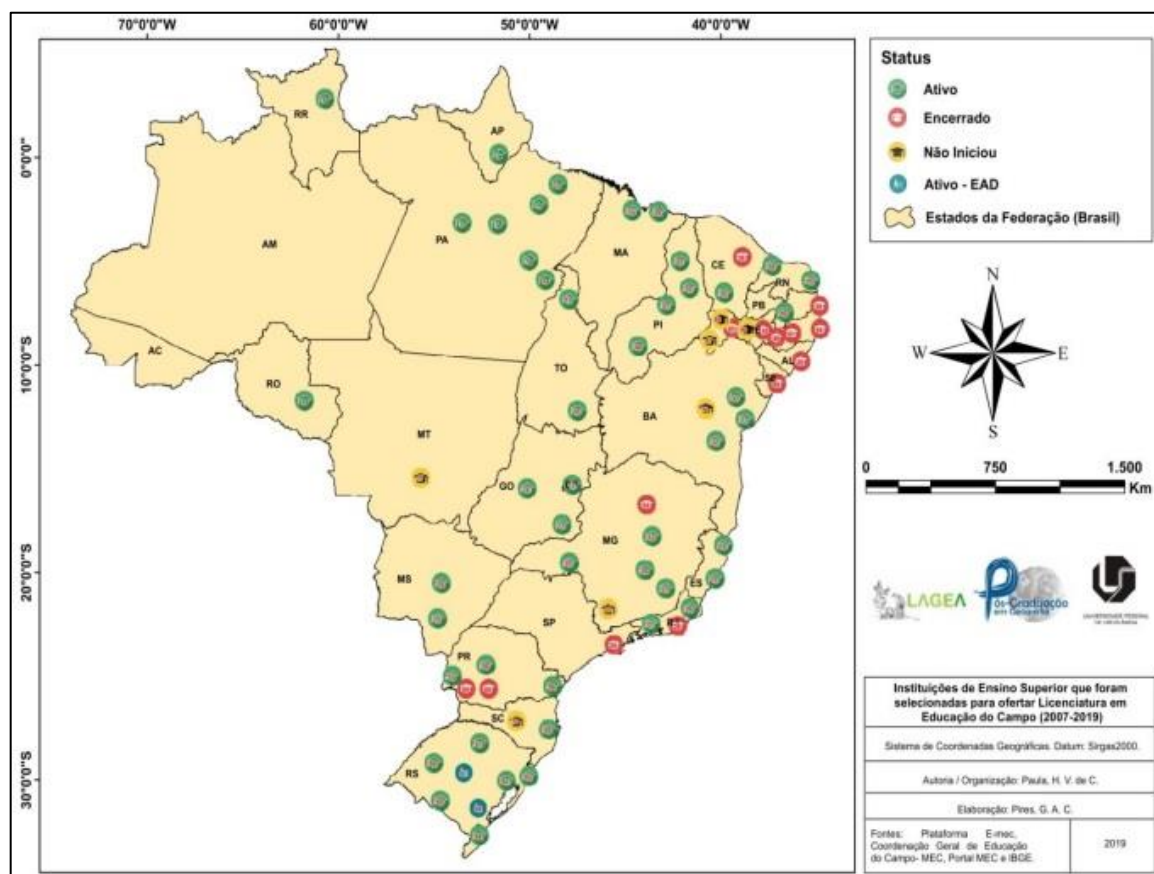 70°0'0"W
60°0'0"W
50°0'0"W
40°0'0"W
0°0'0"
10°0'0"S
20°0'0"S
30°0'0"S
RR
AP
AM
PA
MA
CE
RN
PB
PI
AL
AC
RO
TO
BA
MT
GO
MG
ES
MS
SP
PR
SC
RS
Status
Ativo
Encerrado
Não Iniciou
Ativo - EAD
Estados da Federação (Brasil)
N
W
E
S
0
750
1.500
Km
LAGEA
Pós-Graduação
em Geografia
UNIVERSIDADE FEDERAL
DE UBERLÂNDIA
Instituições de Ensino Superior que foram
selecionadas para ofertar Licenciatura em
Educação do Campo (2007-2019)
Sistema de Coordenadas Geográficas. Datum: Sirgas2000.
Autoria / Organização: Paula, H. V. de C.
Elaboração: Pires, G. A. C.
Fontes: Plataforma E-mec,
Coordenação Geral de Educação
do Campo- MEC, Portal MEC e IBGE.
2019